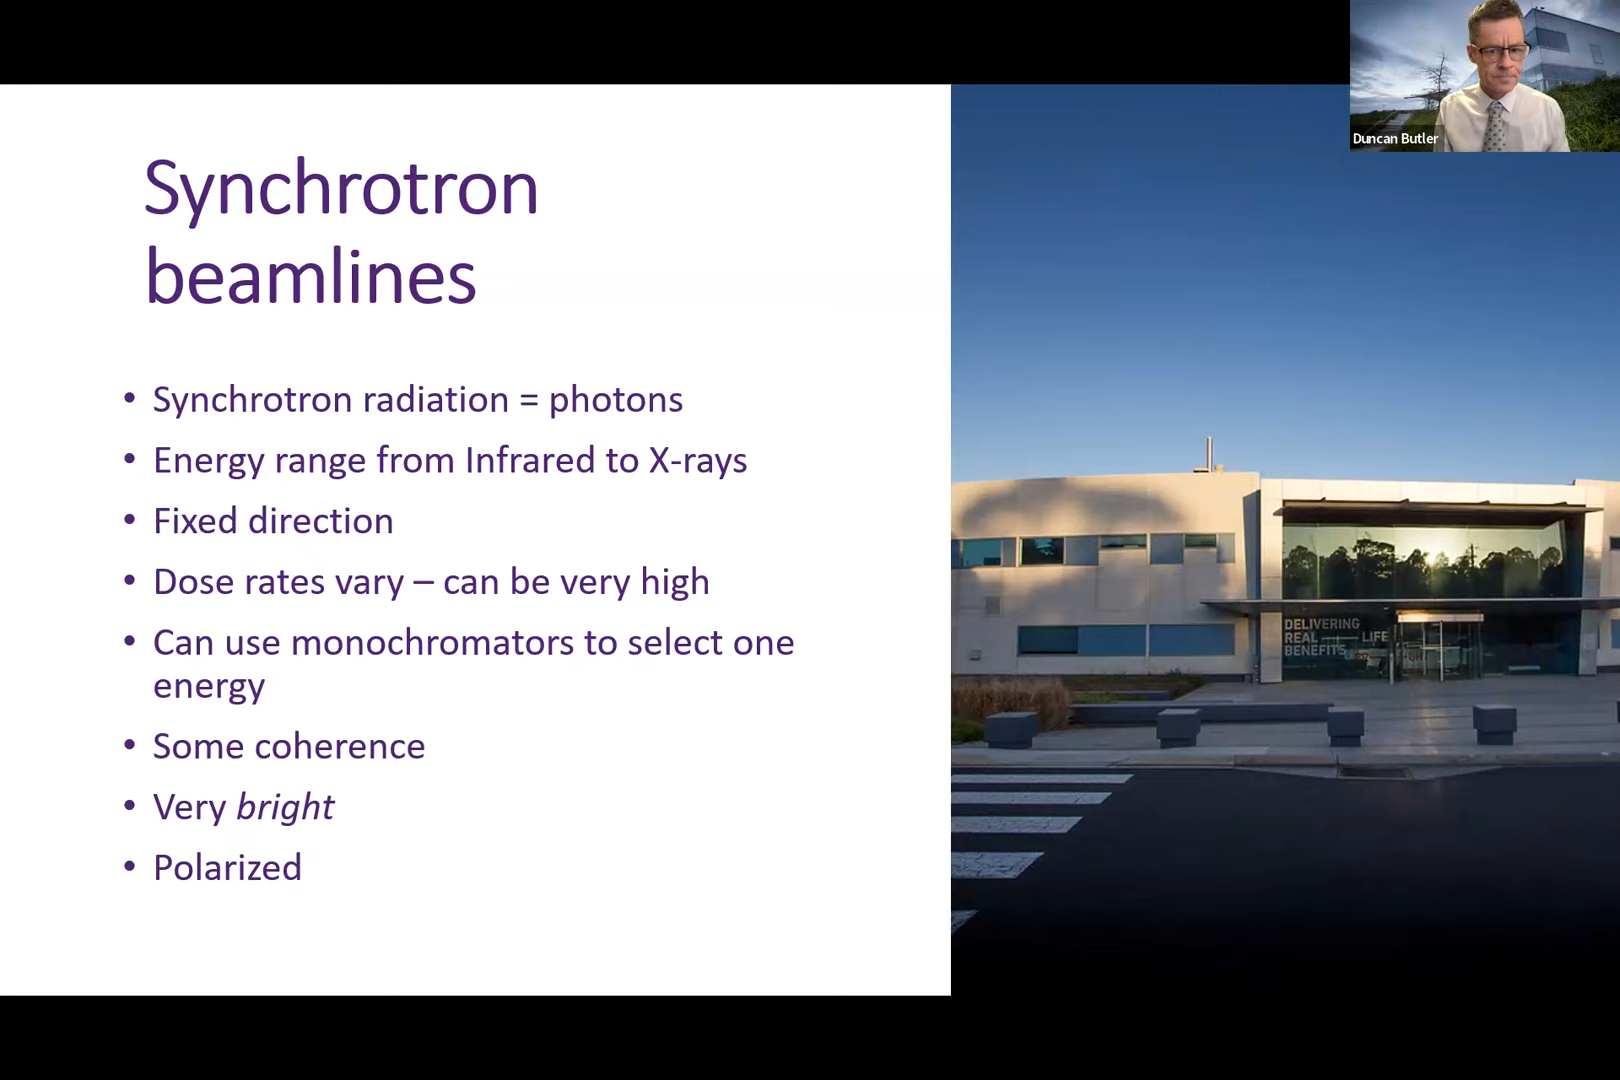 Synchrotron
beamlines
• Synchrotron radiation = photons
• Energy range from Infrared to X-rays
• Fixed direction
• Dose rates vary – can be very high
• Can use monochromators to select one
energy
• Some coherence
• Very bright
• Polarized
Duncan Butler
DELIVERING
REAL LIFE
BENEFITS